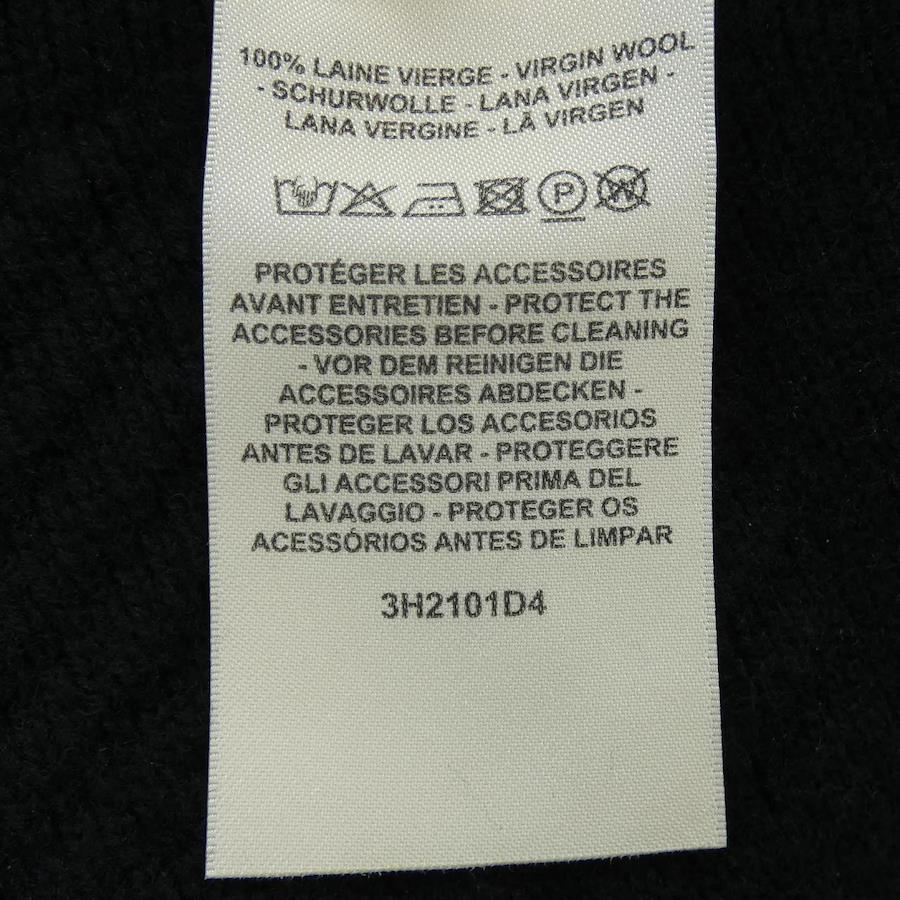 100% LAINE VIERGE - VIRGIN WOOL
- SCHURWOLLE - LANA VIRGEN -
LANA VERGINE - LÃ VIRGEN
P W
PROTÉGER LES ACCESSOIRES
AVANT ENTRETIEN - PROTECT THE
ACCESSORIES BEFORE CLEANING
- VOR DEM REINIGEN DIE
ACCESSOIRES ABDECKEN -
PROTEGER LOS ACCESORIOS
ANTES DE LAVAR - PROTEGGERE
GLI ACCESSORI PRIMA DEL
LAVAGGIO - PROTEGER OS
ACESSÓRIOS ANTES DE LIMPAR
3H2101D4